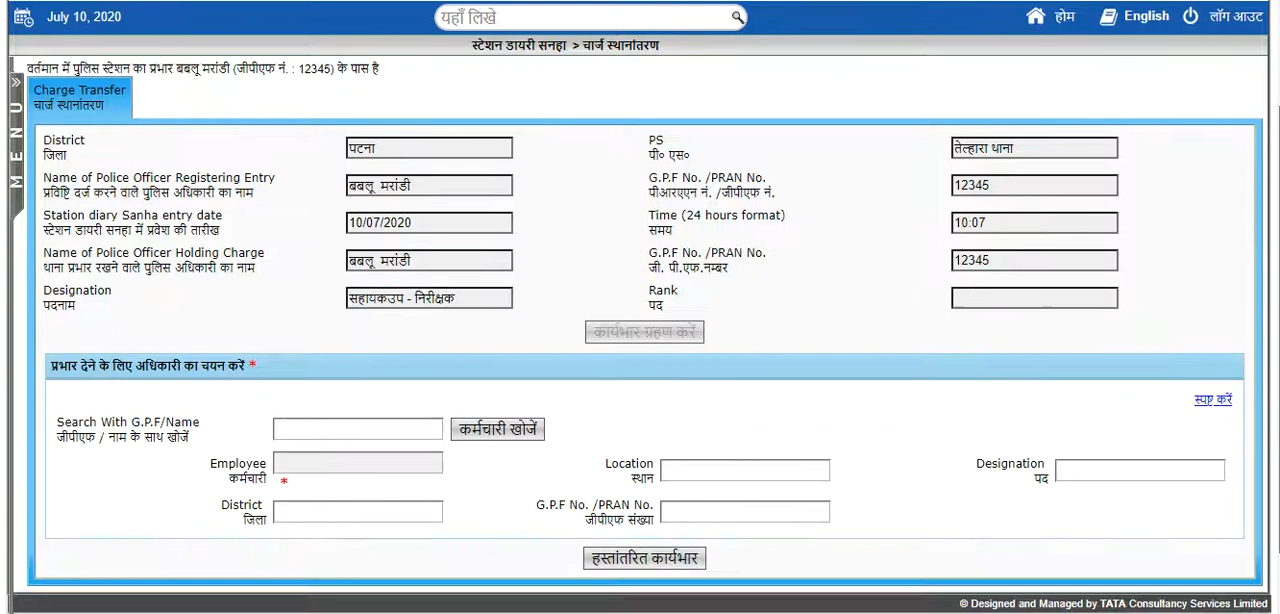 July 10, 2020
यहाँ लिखे
होम
English
लॉग आउट
स्टेशन डायरी सनहा > चार्ज स्थानांतरण
वर्तमान में पुलिस स्टेशन का प्रभार बबलू मरांडी (जीपीएफ नं. : 12345) के पास है
MENU
Charge Transfer
चार्ज स्थानांतरण
District
जिला
पटना
PS
पी० एस०
तेल्हारा थाना
Name of Police Officer Registering Entry
प्रविष्टि दर्ज करने वाले पुलिस अधिकारी का नाम
बबलू मरांडी
G.P.F No. /PRAN No.
पीआरएएन नं. /जीपीएफ नं.
12345
Station diary Sanha entry date
स्टेशन डायरी सनहा में प्रवेश की तारीख
10/07/2020
Time (24 hours format)
समय
10:07
Name of Police Officer Holding Charge
थाना प्रभार रखने वाले पुलिस अधिकारी का नाम
बबलू मरांडी
G.P.F No. /PRAN No.
जी. पी.एफ.नम्बर
12345
Designation
पदनाम
सहायकउप - निरीक्षक
Rank
पद
कार्यभार ग्रहण करें
प्रभार देने के लिए अधिकारी का चयन करें *
स्पष्ट करें
Search With G.P.F/Name
जीपीएफ / नाम के साथ खोजें
कर्मचारी खोजें
Employee
कर्मचारी *
Location
स्थान
Designation
पद
District
जिला
G.P.F No. /PRAN No.
जीपीएफ संख्या
हस्तांतरित कार्यभार
© Designed and Managed by TATA Consultancy Services Limited